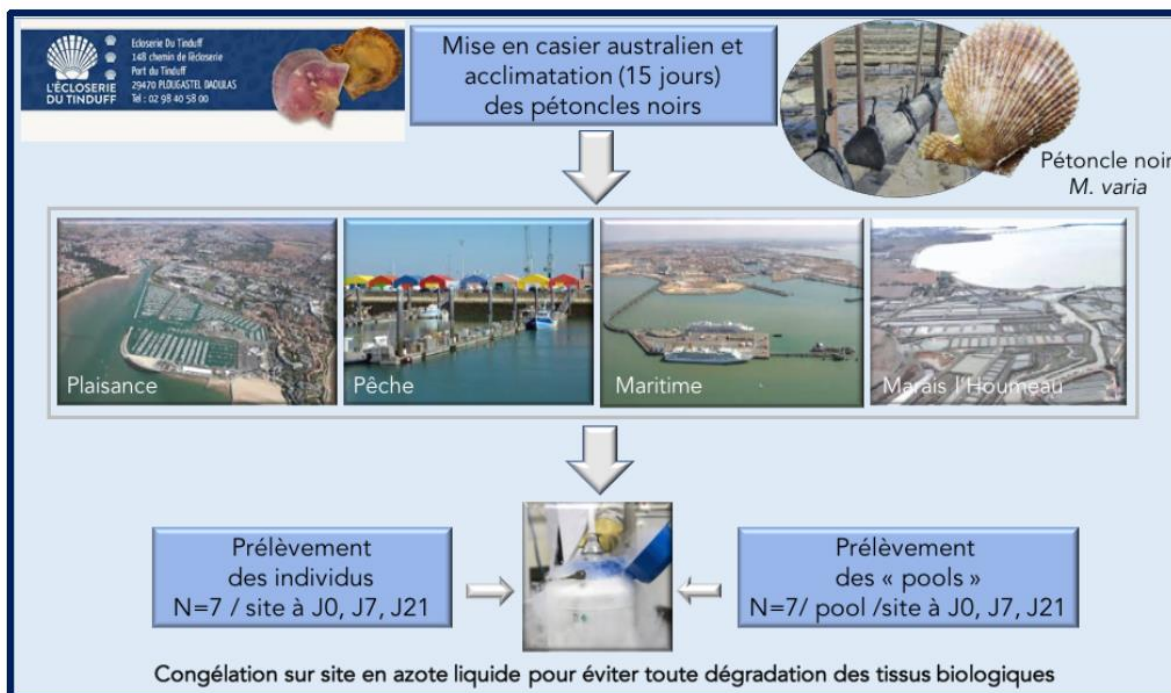 L'ÉCLOSERIE
DU TINDUFF
Ecloserie Du Tinduff
148 chemin de l'écloserie
Port du Tinduff
29470 PLOUGASTEL DAOULAS
Tel : 02 98 40 58 00
Mise en casier australien et
acclimatation (15 jours)
des pétoncles noirs
Pétoncle noir
M. varia
Plaisance
Pêche
Maritime
Marais l'Houmeau
Prélèvement
des individus
N=7 / site à J0, J7, J21
Prélèvement
des « pools »
N=7/ pool /site à J0, J7, J21
Congélation sur site en azote liquide pour éviter toute dégradation des tissus biologiques